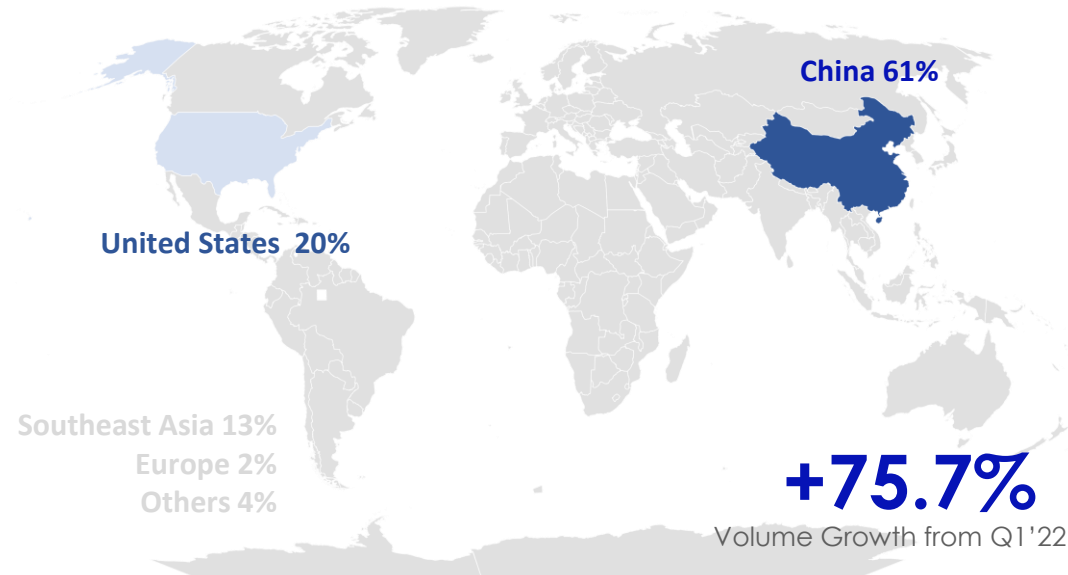 China 61%
United States 20%
Southeast Asia 13%
Europe 2%
Others 4%
+75.7%
Volume Growth from Q1'22